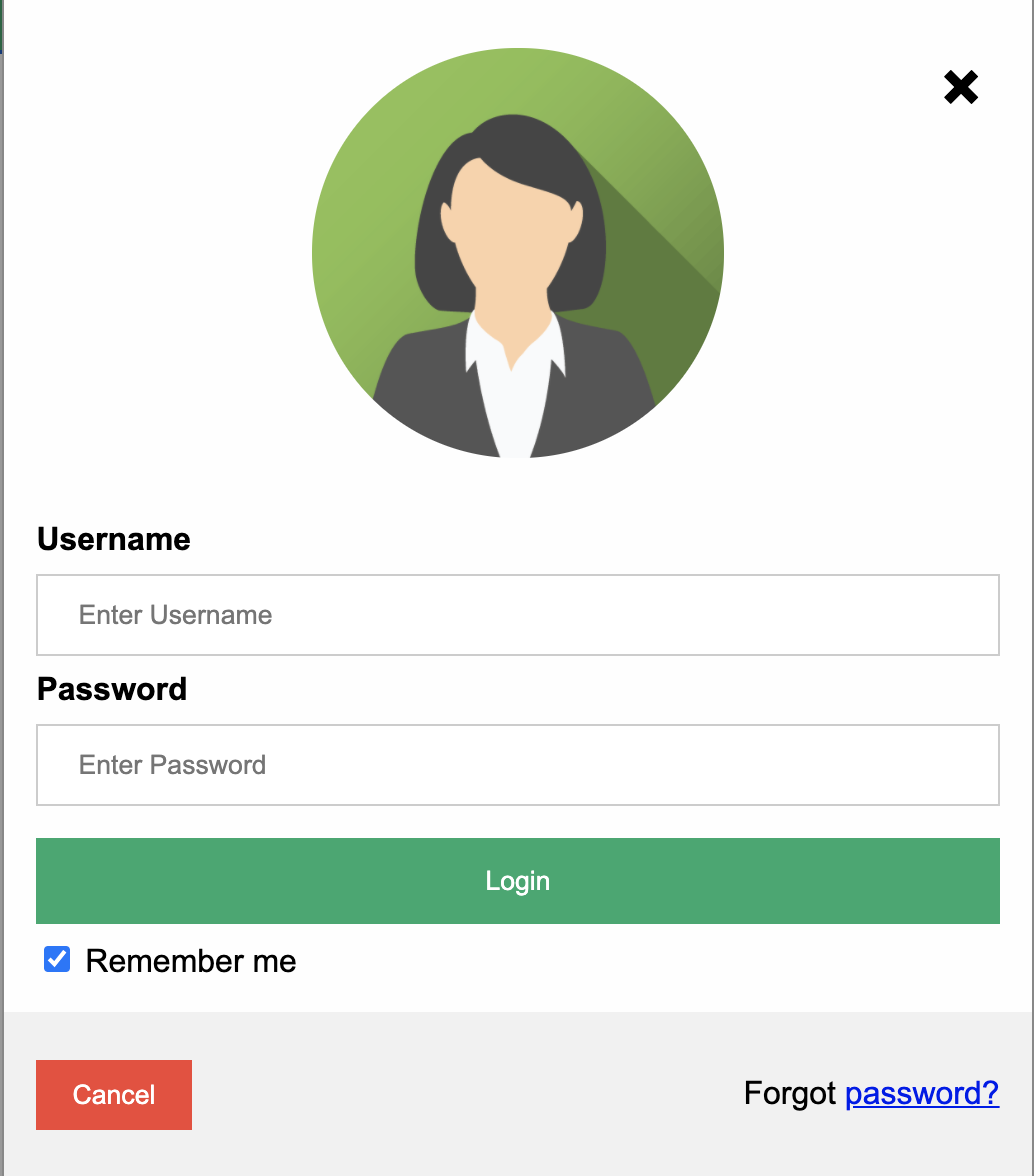 Username
Enter Username
Password
Enter Password
Login
Remember me
Cancel
Forgot password?